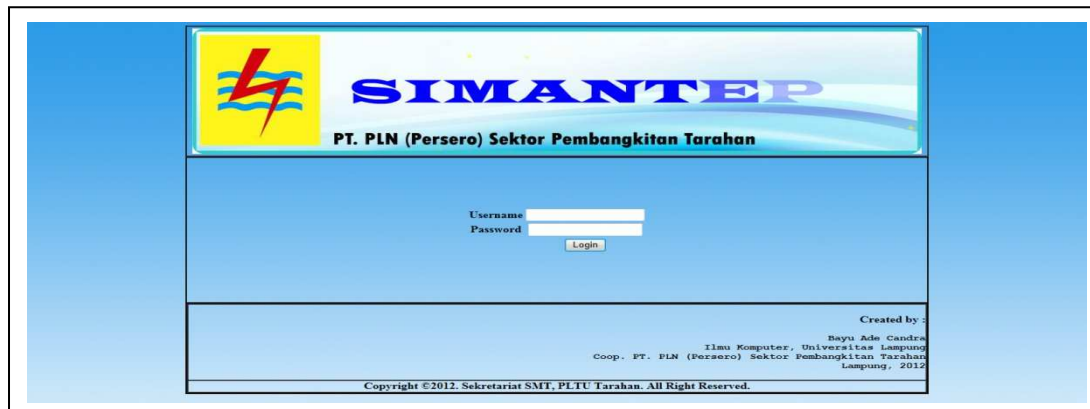 SIMANTEP
PT. PLN (Persero) Sektor Pembangkitan Tarahan
Username
Password
Login
Created by :
Bayu Ade Candra
Ilmu Komputer, Universitas Lampung
Coop. PT. PLN (Persero) Sektor Pembangkitan Tarahan
Lampung, 2012
Copyright ©2012. Sekretariat SMT, PLTU Tarahan. All Right Reserved.